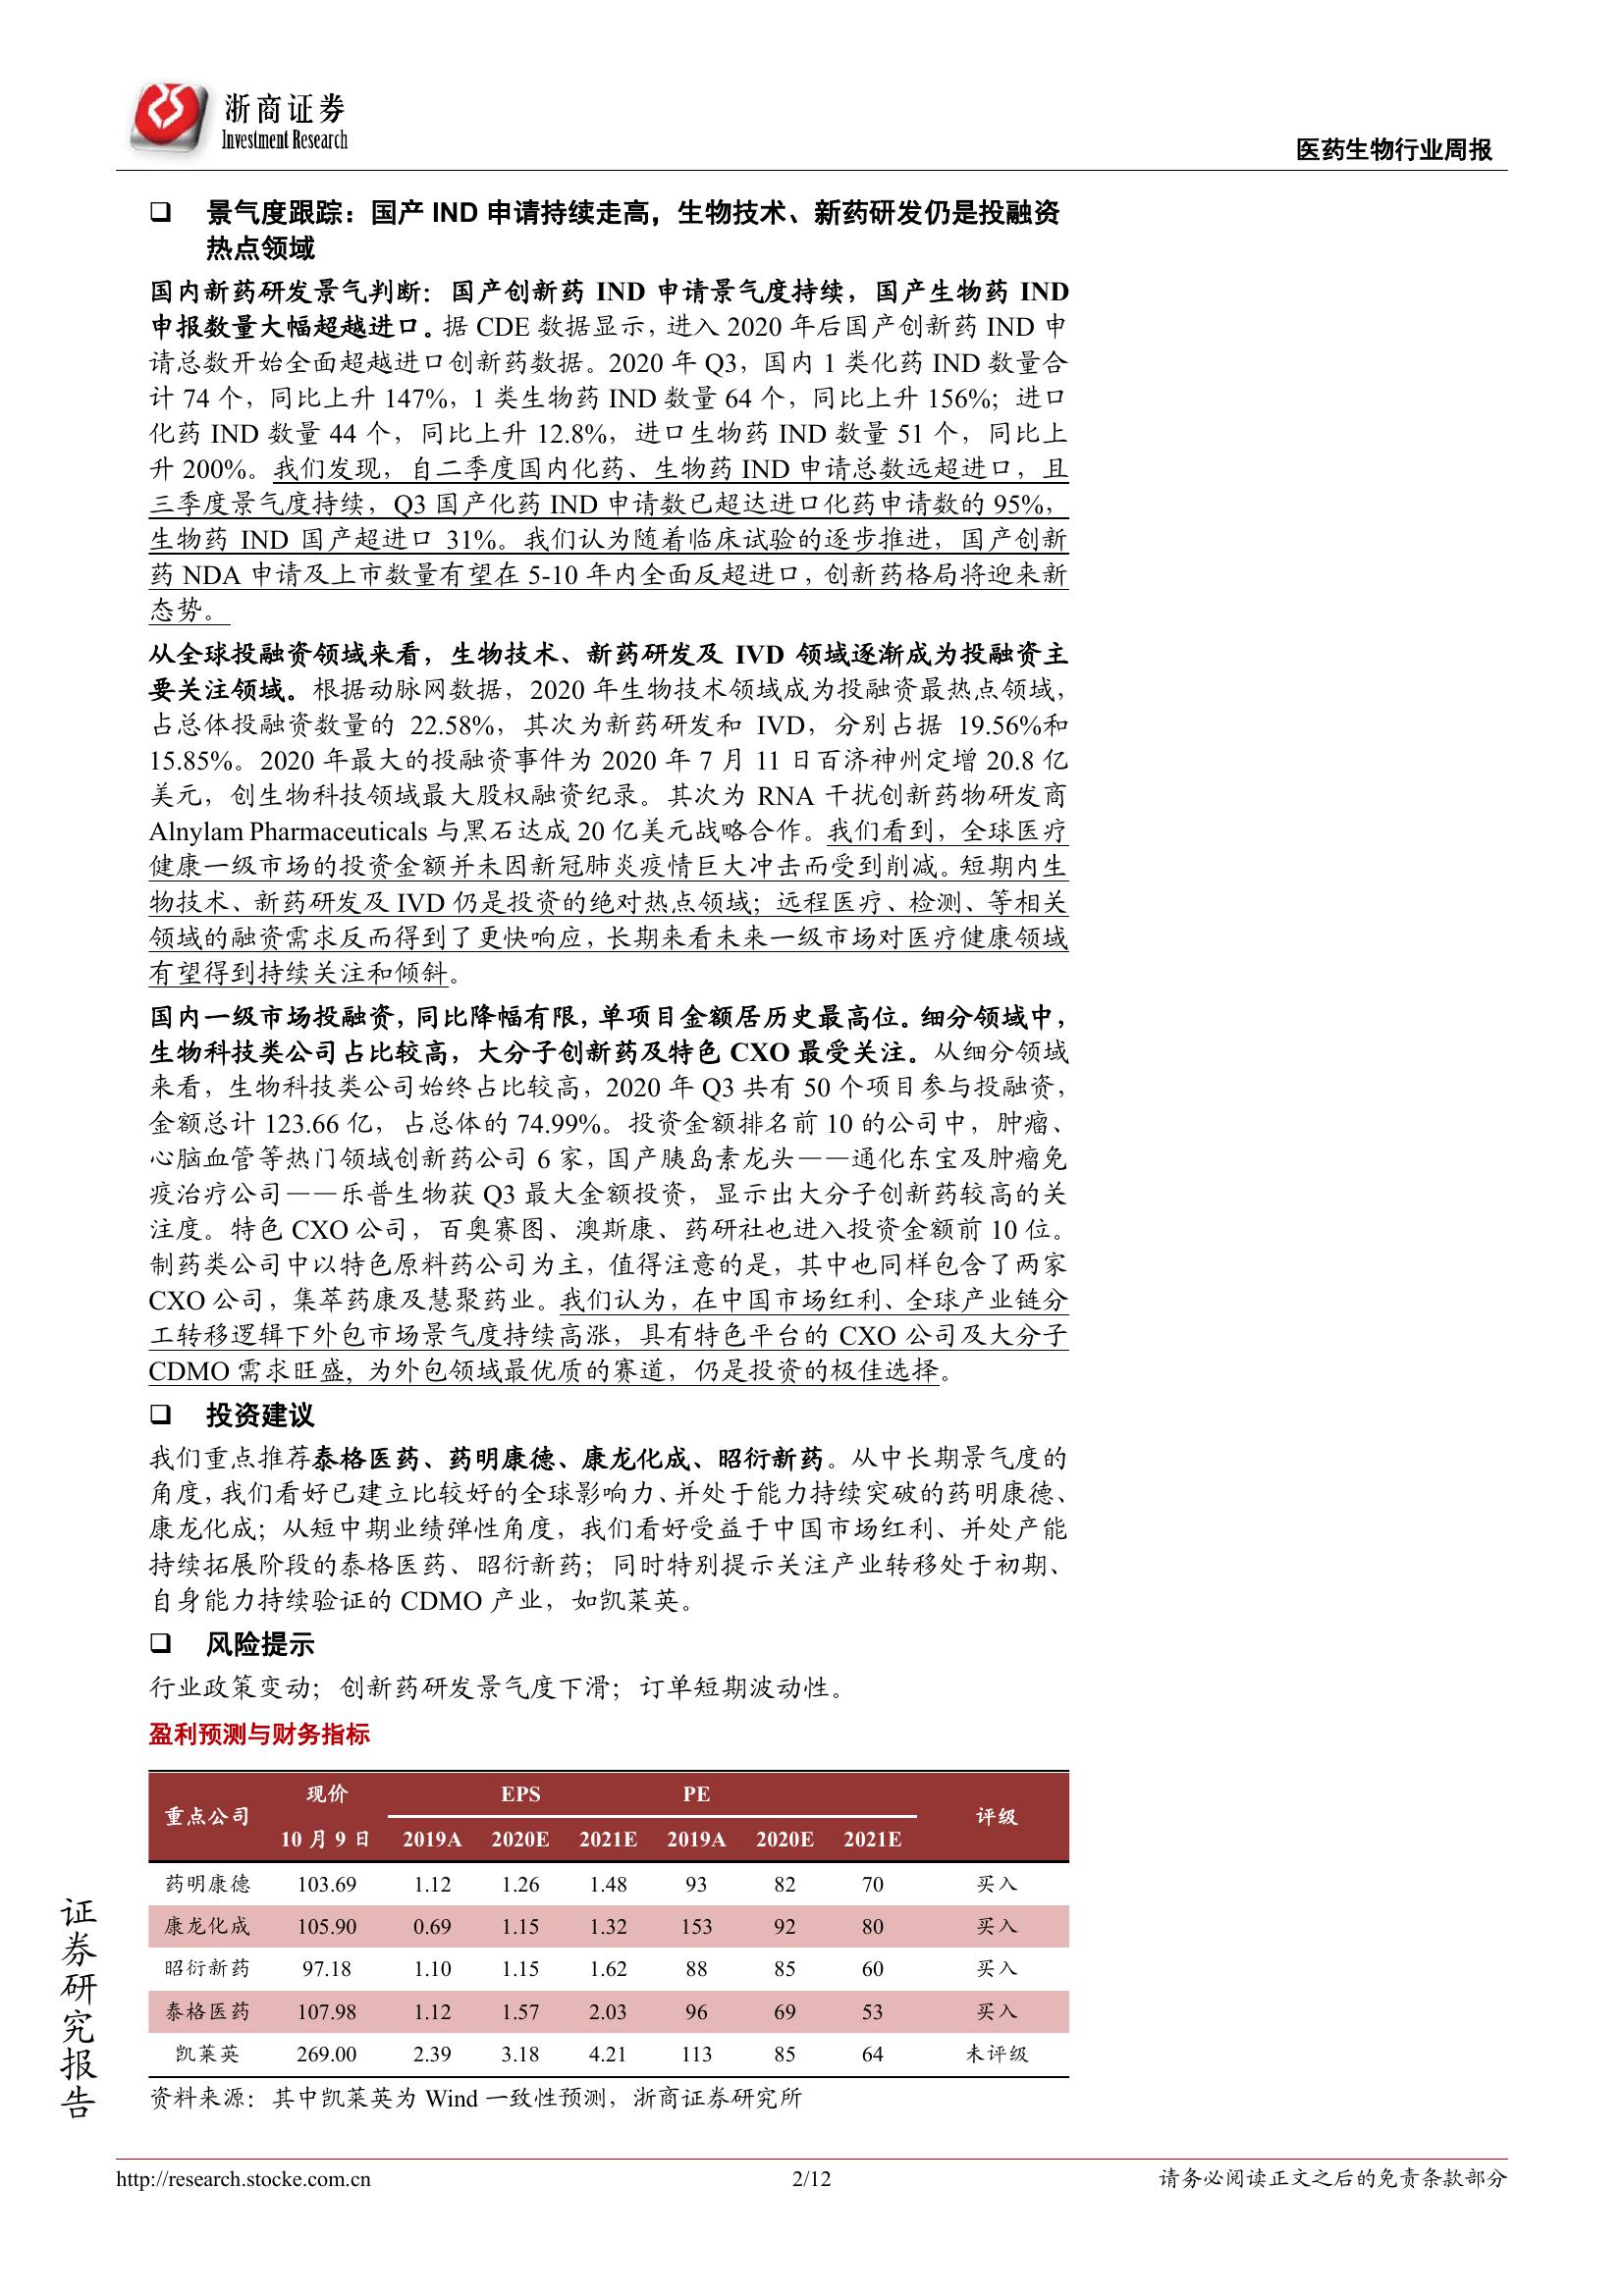 浙商证券
Investment Research
医药生物行业周报
❑ 景气度跟踪：国产 IND 申请持续走高，生物技术、新药研发仍是投融资
热点领域
国内新药研发景气判断：国产创新药 IND 申请景气度持续，国产生物药 IND
申报数量大幅超越进口。据 CDE 数据显示，进入 2020 年后国产创新药 IND 申
请总数开始全面超越进口创新药数据。2020 年 Q3，国内 1 类化药 IND 数量合
计 74 个，同比上升 147%，1 类生物药 IND 数量 64 个，同比上升 156%；进口
化药 IND 数量 44 个，同比上升 12.8%，进口生物药 IND 数量 51 个，同比上
升 200%。我们发现，自二季度国内化药、生物药 IND 申请总数远超进口，且
三季度景气度持续，Q3 国产化药 IND 申请数已超达进口化药申请数的 95%，
生物药 IND 国产超进口 31%。我们认为随着临床试验的逐步推进，国产创新
药 NDA 申请及上市数量有望在 5-10 年内全面反超进口，创新药格局将迎来新
态势。
从全球投融资领域来看，生物技术、新药研发及 IVD 领域逐渐成为投融资主
要关注领域。根据动脉网数据，2020 年生物技术领域成为投融资最热点领域，
占总体投融资数量的 22.58%，其次为新药研发和 IVD，分别占据 19.56%和
15.85%。2020 年最大的投融资事件为 2020 年 7 月 11 日百济神州定增 20.8 亿
美元，创生物科技领域最大股权融资纪录。其次为 RNA 干扰创新药物研发商
Alnylam Pharmaceuticals 与黑石达成 20 亿美元战略合作。我们看到，全球医疗
健康一级市场的投资金额并未因新冠肺炎疫情巨大冲击而受到削减。短期内生
物技术、新药研发及 IVD 仍是投资的绝对热点领域；远程医疗、检测、等相关
领域的融资需求反而得到了更快响应，长期来看未来一级市场对医疗健康领域
有望得到持续关注和倾斜。
国内一级市场投融资，同比降幅有限，单项目金额居历史最高位。细分领域中，
生物科技类公司占比较高，大分子创新药及特色 CXO 最受关注。从细分领域
来看，生物科技类公司始终占比较高，2020 年 Q3 共有 50 个项目参与投融资，
金额总计 123.66 亿，占总体的 74.99%。投资金额排名前 10 的公司中，肿瘤、
心脑血管等热门领域创新药公司 6 家，国产胰岛素龙头——通化东宝及肿瘤免
疫治疗公司——乐普生物获 Q3 最大金额投资，显示出大分子创新药较高的关
注度。特色 CXO 公司，百奥赛图、澳斯康、药研社也进入投资金额前 10 位。
制药类公司中以特色原料药公司为主，值得注意的是，其中也同样包含了两家
CXO 公司，集萃药康及慧聚药业。我们认为，在中国市场红利、全球产业链分
工转移逻辑下外包市场景气度持续高涨，具有特色平台的 CXO 公司及大分子
CDMO 需求旺盛，为外包领域最优质的赛道，仍是投资的极佳选择。
❑ 投资建议
我们重点推荐泰格医药、药明康德、康龙化成、昭衍新药。从中长期景气度的
角度，我们看好已建立比较好的全球影响力、并处于能力持续突破的药明康德、
康龙化成；从短中期业绩弹性角度，我们看好受益于中国市场红利、并处产能
持续拓展阶段的泰格医药、昭衍新药；同时特别提示关注产业转移处于初期、
自身能力持续验证的 CDMO 产业，如凯莱英。
❑ 风险提示
行业政策变动；创新药研发景气度下滑；订单短期波动性。
盈利预测与财务指标
重点公司 现价 EPS PE 评级
10 月 9 日 2019A 2020E 2021E 2019A 2020E 2021E
药明康德 103.69 1.12 1.26 1.48 93 82 70 买入
康龙化成 105.90 0.69 1.15 1.32 153 92 80 买入
昭衍新药 97.18 1.10 1.15 1.62 88 85 60 买入
泰格医药 107.98 1.12 1.57 2.03 96 69 53 买入
凯莱英 269.00 2.39 3.18 4.21 113 85 64 未评级
资料来源：其中凯莱英为 Wind 一致性预测，浙商证券研究所
证券研究报告
http://research.stocke.com.cn 2/12 请务必阅读正文之后的免责条款部分